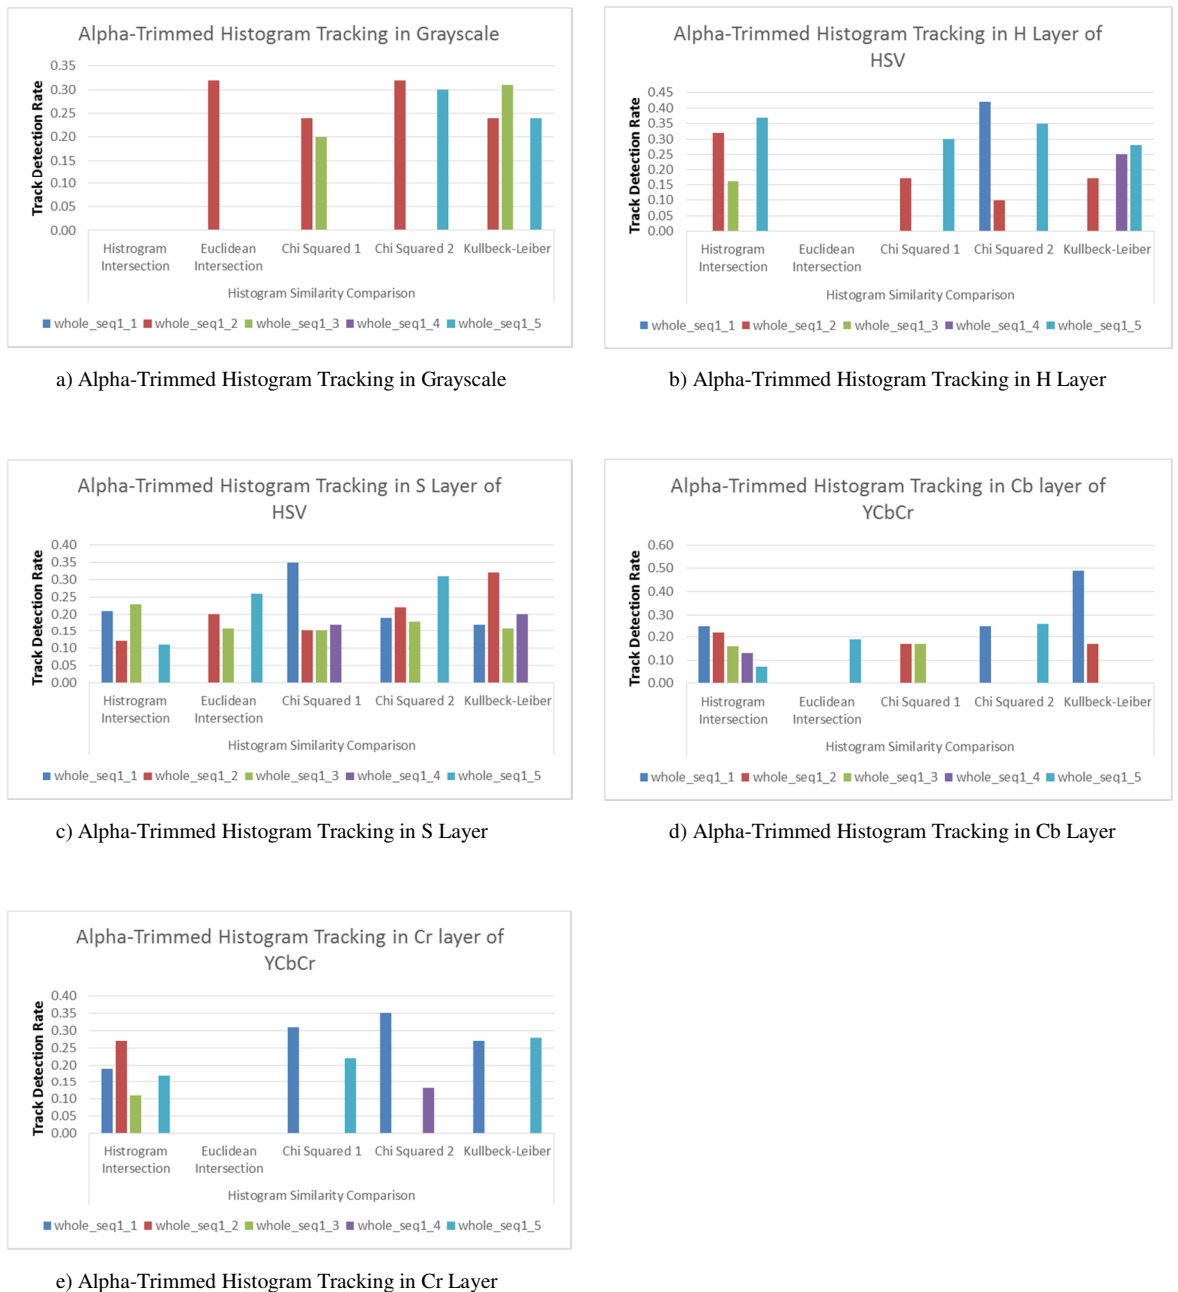 Alpha-Trimmed Histogram Tracking in Grayscale
Track Detection Rate
0.35
0.30
0.25
0.20
0.15
0.10
0.05
0.00
Histrogram Intersection
Euclidean Intersection
Chi Squared 1
Chi Squared 2
Kullbeck-Leiber
Histogram Similarity Comparison
whole_seq1_1 whole_seq1_2 whole_seq1_3 whole_seq1_4 whole_seq1_5
a) Alpha-Trimmed Histogram Tracking in Grayscale
Alpha-Trimmed Histogram Tracking in H Layer of
HSV
Track Detection Rate
0.45
0.40
0.35
0.30
0.25
0.20
0.15
0.10
0.05
0.00
Histrogram Intersection
Euclidean Intersection
Chi Squared 1
Chi Squared 2
Kullbeck-Leiber
Histogram Similarity Comparison
whole_seq1_1 whole_seq1_2 whole_seq1_3 whole_seq1_4 whole_seq1_5
b) Alpha-Trimmed Histogram Tracking in H Layer
Alpha-Trimmed Histogram Tracking in S Layer of
HSV
Track Detection Rate
0.40
0.35
0.30
0.25
0.20
0.15
0.10
0.05
0.00
Histrogram Intersection
Euclidean Intersection
Chi Squared 1
Chi Squared 2
Kullbeck-Leiber
Histogram Similarity Comparison
whole_seq1_1 whole_seq1_2 whole_seq1_3 whole_seq1_4 whole_seq1_5
c) Alpha-Trimmed Histogram Tracking in S Layer
Alpha-Trimmed Histogram Tracking in Cb layer of
YCbCr
Track Detection Rate
0.60
0.50
0.30
0.20
0.10
0.00
Histrogram Intersection
Euclidean Intersection
Chi Squared 1
Chi Squared 2
Kullbeck-Leiber
Histogram Similarity Comparison
whole_seq1_1 whole_seq1_2 whole_seq1_3 whole_seq1_4 whole_seq1_5
d) Alpha-Trimmed Histogram Tracking in Cb Layer
Alpha-Trimmed Histogram Tracking in Cr layer of
YCbCr
Track Detection Rate
0.40
0.35
0.30
0.25
0.20
0.15
0.10
0.05
0.00
Histrogram Intersection
Euclidean Intersection
Chi Squared 1
Chi Squared 2
Kullbeck-Leiber
Histogram Similarity Comparison
whole_seq1_1 whole_seq1_2 whole_seq1_3 whole_seq1_4 whole_seq1_5
e) Alpha-Trimmed Histogram Tracking in Cr Layer